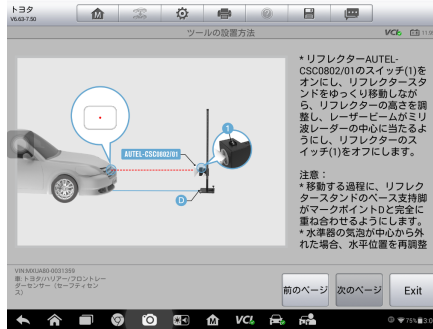 トヨタ
V6.63-7.50
ツールの設置方法
VCI
11.00
* リフレクターAUTEL-
CSC0802/01のスイッチ(1)を
オンにし、リフレクタースタ
ンドをゆっくり移動しなが
ら、リフレクターの高さを調
整し、レーザービームがミリ
波レーダーの中心に当たるよ
うにし、リフレクターのス
イッチ(1)をオフにします。
注意：
* 移動する過程に、リフレク
タースタンドのベース支持脚
がマークポイントDと完全に
重ね合わせるようにします。
* 水準器の気泡が中心から外
れた場合、水平位置を再調整
AUTEL-CSC0802/01
1
D
VIN:MXUA80-0031359
車: トヨタ/ハリアー/フロントレー
ダーセンサー（セーフティセン
ス）
前のページ
次のページ
Exit
VCI
75%